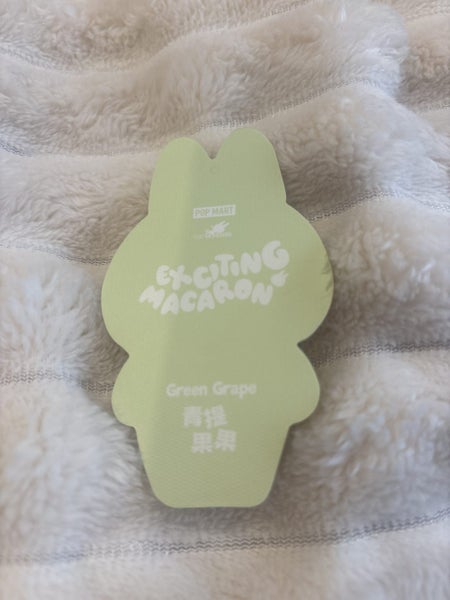 POP MART
EXCITING
MACARON
Green Grape
青提
果果